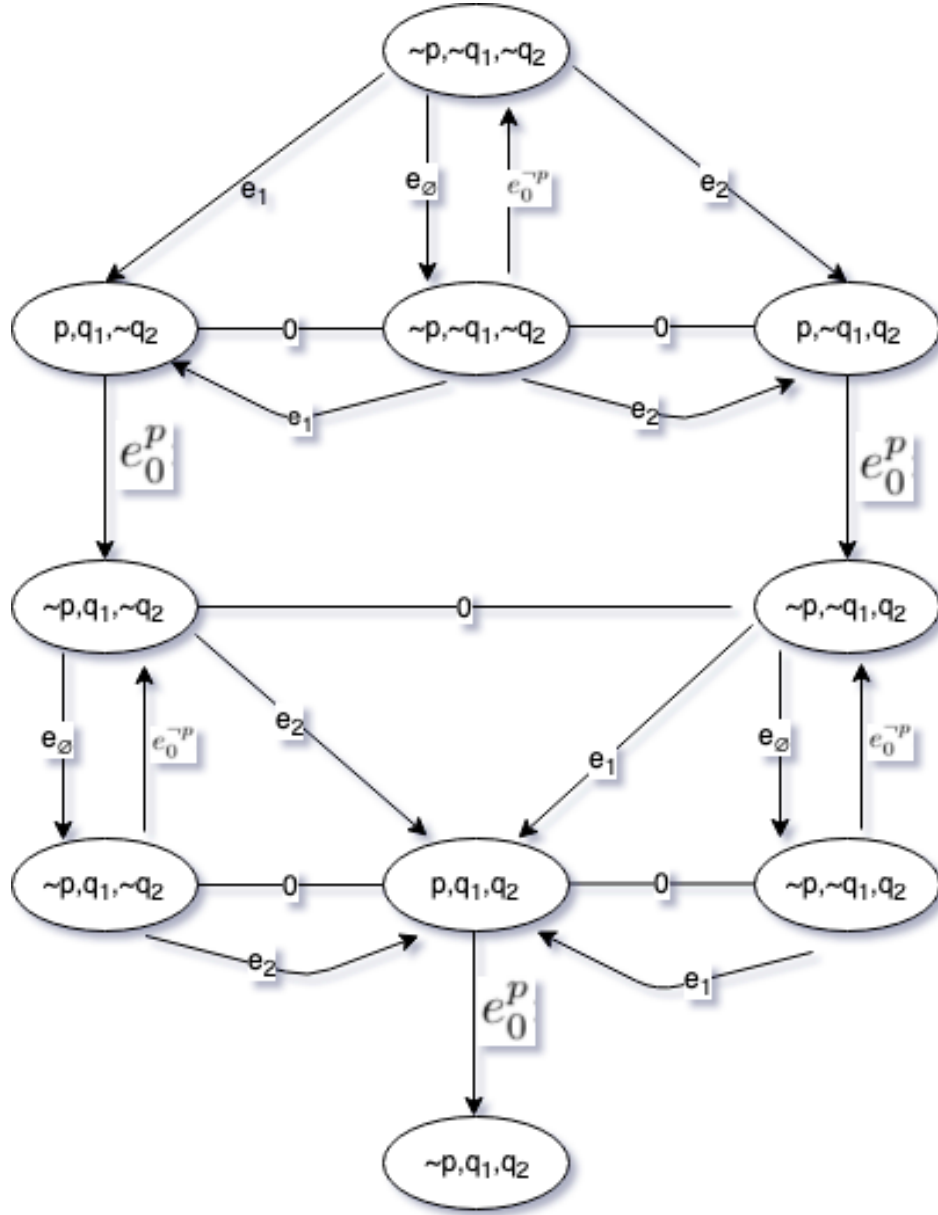 ~p,~q₁,~q₂
e₁
e∅
e₀^¬p
e₂
p,q₁,~q₂
0
~p,~q₁,~q₂
0
p,~q₁,q₂
e₁
e₂
e₀^p
e₀^p
~p,q₁,~q₂
0
~p,~q₁,q₂
e∅
e₀^¬p
e₂
e₁
e∅
e₀^¬p
~p,q₁,~q₂
0
p,q₁,q₂
0
~p,~q₁,q₂
e₂
e₁
e₀^p
~p,q₁,q₂